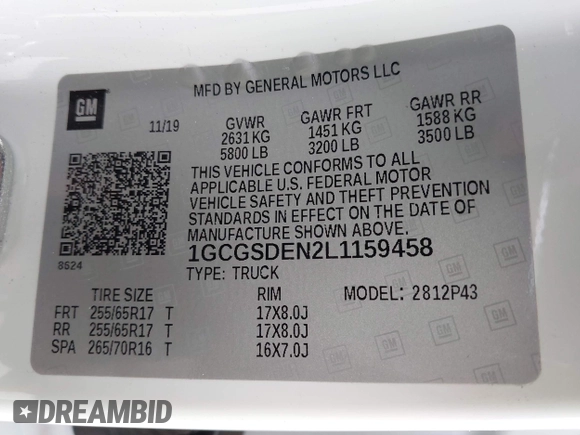 MFD BY GENERAL MOTORS LLC
GM
11/19
GVWR
GAWR FRT
GAWR RR
2631 KG
1451 KG
1588 KG
5800 LB
3200 LB
3500 LB
THIS VEHICLE CONFORMS TO ALL
APPLICABLE U.S. FEDERAL MOTOR
VEHICLE SAFETY AND THEFT PREVENTION
STANDARDS IN EFFECT ON THE DATE OF
MANUFACTURE SHOWN ABOVE.
8524
1GCGSDEN2L1159458
TYPE: TRUCK
TIRE SIZE
RIM
MODEL: 2812P43
FRT 255/65R17 T 17X8.0J
RR 255/65R17 T 17X8.0J
SPA 265/70R16 T 16X7.0J
DREAMBID